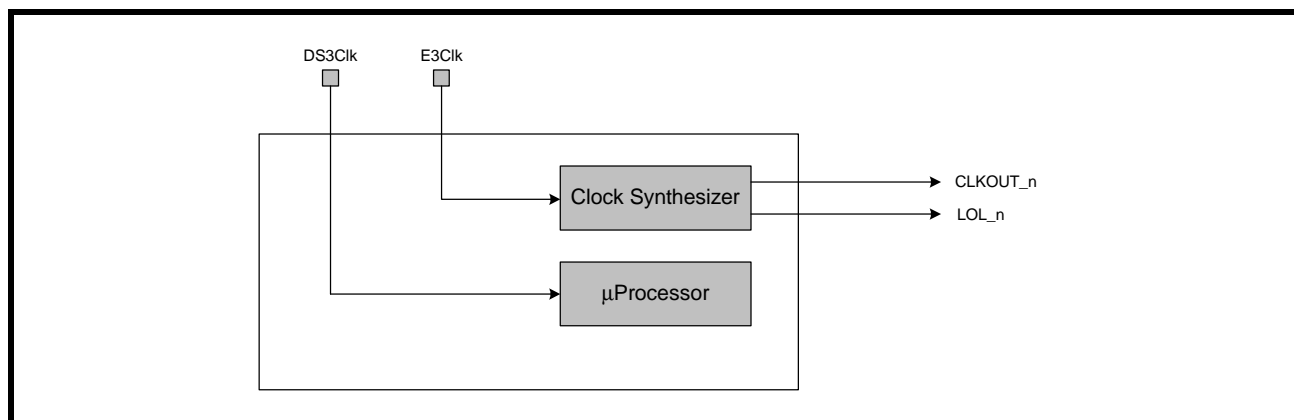 DS3Clk
E3Clk
Clock Synthesizer
CLKOUT_n
LOL_n
μProcessor